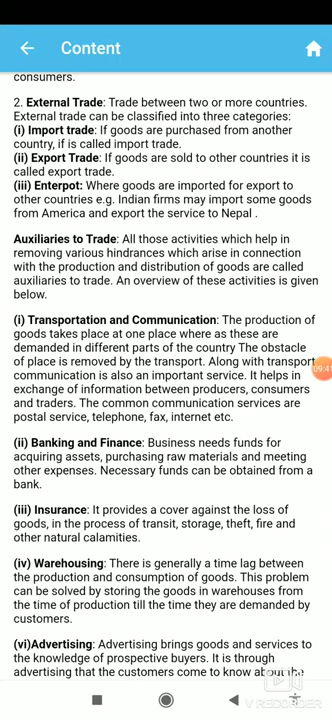 Content
consumers.
2. External Trade: Trade between two or more countries.
External trade can be classified into three categories:
(i) Import trade: If goods are purchased from another
country, if is called import trade.
(ii) Export Trade: If goods are sold to other countries it is
called export trade.
(iii) Enterpot: Where goods are imported for export to
other countries e.g. Indian firms may import some goods
from America and export the service to Nepal .
Auxiliaries to Trade: All those activities which help in
removing various hindrances which arise in connection
with the production and distribution of goods are called
auxiliaries to trade. An overview of these activities is given
below.
(i) Transportation and Communication: The production of
goods takes place at one place where as these are
demanded in different parts of the country The obstacle
of place is removed by the transport. Along with transport
communication is also an important service. It helps in
exchange of information between producers, consumers
and traders. The common communication services are
postal service, telephone, fax, internet etc.
09:41
(ii) Banking and Finance: Business needs funds for
acquiring assets, purchasing raw materials and meeting
other expenses. Necessary funds can be obtained from a
bank.
(iii) Insurance: It provides a cover against the loss of
goods, in the process of transit, storage, theft, fire and
other natural calamities.
(iv) Warehousing: There is generally a time lag between
the production and consumption of goods. This problem
can be solved by storing the goods in warehouses from
the time of production till the time they are demanded by
customers.
(vi)Advertising: Advertising brings goods and services to
the knowledge of prospective buyers. It is through
advertising that the customers come to know about the
V RECORDER